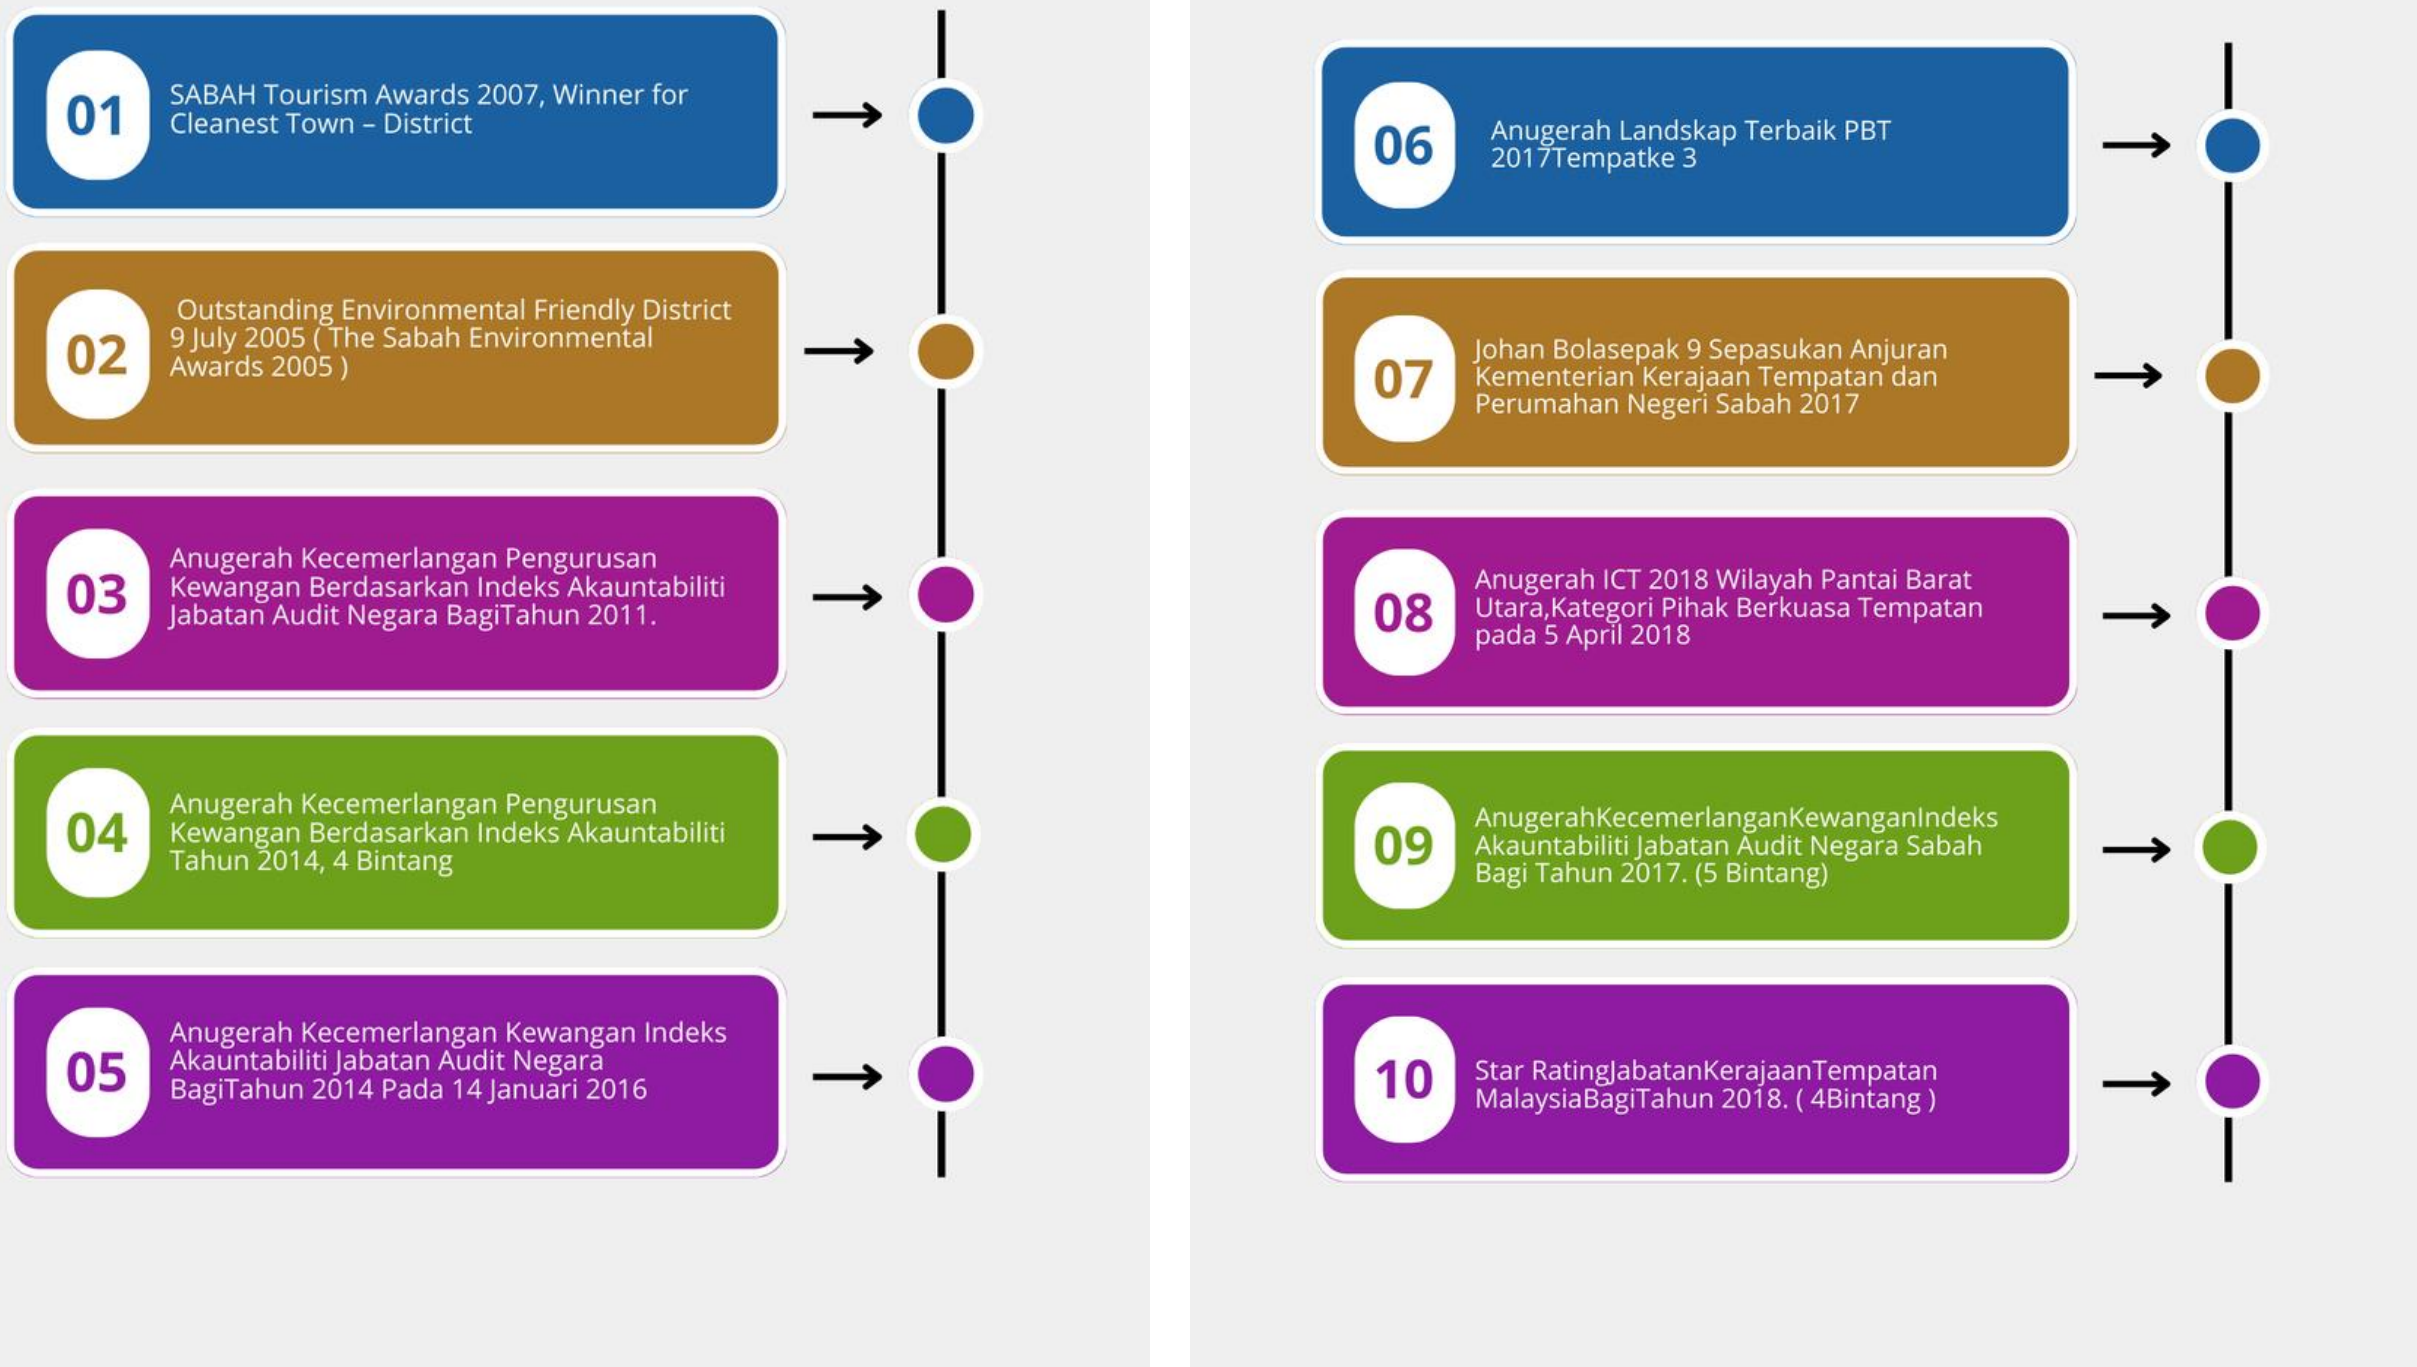 01
SABAH Tourism Awards 2007, Winner for
Cleanest Town – District
02
Outstanding Environmental Friendly District
9 July 2005 ( The Sabah Environmental
Awards 2005 )
03
Anugerah Kecemerlangan Pengurusan
Kewangan Berdasarkan Indeks Akauntabiliti
Jabatan Audit Negara BagiTahun 2011.
04
Anugerah Kecemerlangan Pengurusan
Kewangan Berdasarkan Indeks Akauntabiliti
Tahun 2014, 4 Bintang
05
Anugerah Kecemerlangan Kewangan Indeks
Akauntabiliti Jabatan Audit Negara
BagiTahun 2014 Pada 14 Januari 2016
06
Anugerah Landskap Terbaik PBT
2017Tempatke 3
07
Johan Bolasepak 9 Sepasukan Anjuran
Kementerian Kerajaan Tempatan dan
Perumahan Negeri Sabah 2017
08
Anugerah ICT 2018 Wilayah Pantai Barat
Utara,Kategori Pihak Berkuasa Tempatan
pada 5 April 2018
09
AnugerahKecemerlanganKewanganIndeks
Akauntabiliti Jabatan Audit Negara Sabah
Bagi Tahun 2017. (5 Bintang)
10
Star RatingJabatanKerajaanTempatan
MalaysiaBagiTahun 2018. ( 4Bintang )